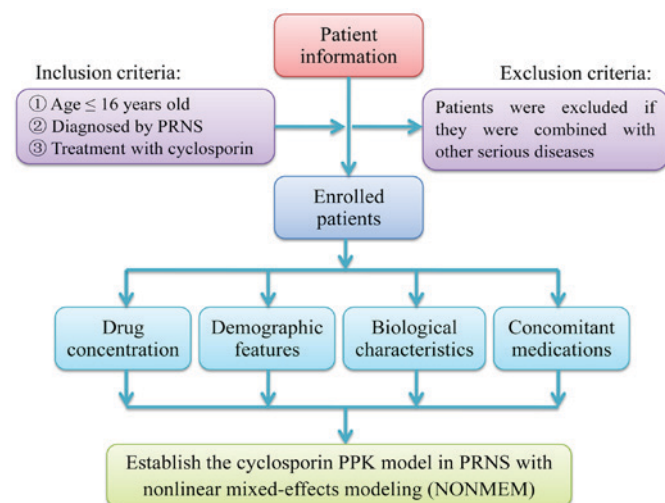 Patient
information
Inclusion criteria:
① Age ≤ 16 years old
② Diagnosed by PRNS
③ Treatment with cyclosporin
Exclusion criteria:
Patients were excluded if
they were combined with
other serious diseases
Enrolled
patients
Drug
concentration
Demographic
features
Biological
characteristics
Concomitant
medications
Establish the cyclosporin PPK model in PRNS with
nonlinear mixed-effects modeling (NONMEM)